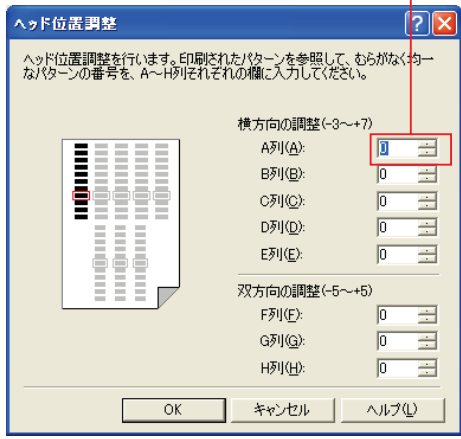 ヘッド位置調整
ヘッド位置調整を行います。印刷されたパターンを参照して、むらがなく均一
なパターンの番号を、A~H列それぞれの欄に入力してください。
横方向の調整(-3~+7)
A列(A): 0
B列(B): 0
C列(C): 0
D列(D): 0
E列(E): 0
双方向の調整(-5~+5)
F列(F): 0
G列(G): 0
H列(H): 0
OK キャンセル ヘルプ(L)